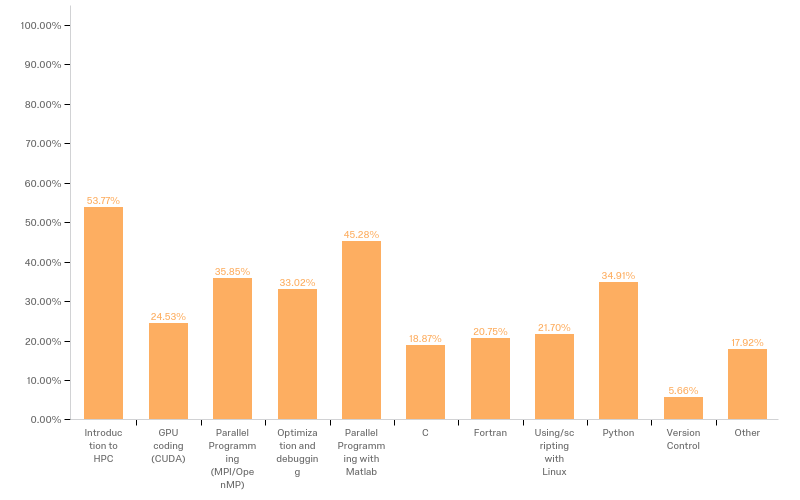 100.00%
90.00%
80.00%
70.00%
60.00%
50.00%
40.00%
30.00%
20.00%
10.00%
0.00%
53.77%
24.53%
35.85%
33.02%
45.28%
18.87%
20.75%
21.70%
34.91%
5.66%
17.92%
Introduc
tion to
HPC
GPU
coding
(CUDA)
Parallel
Programm
ing
(MPI/Ope
nMP)
Optimiza
tion and
debuggin
g
Parallel
Programm
ing with
Matlab
C
Fortran
Using/sc
ripting
with
Linux
Python
Version
Control
Other